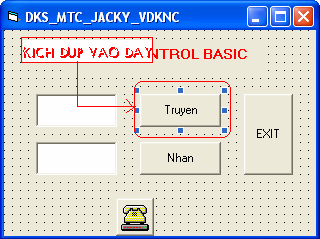 DKS_MTC_JACKY_VDKNC
KICH DUP VAO DAY
NTROL BASIC
Truyen
EXIT
Nhan